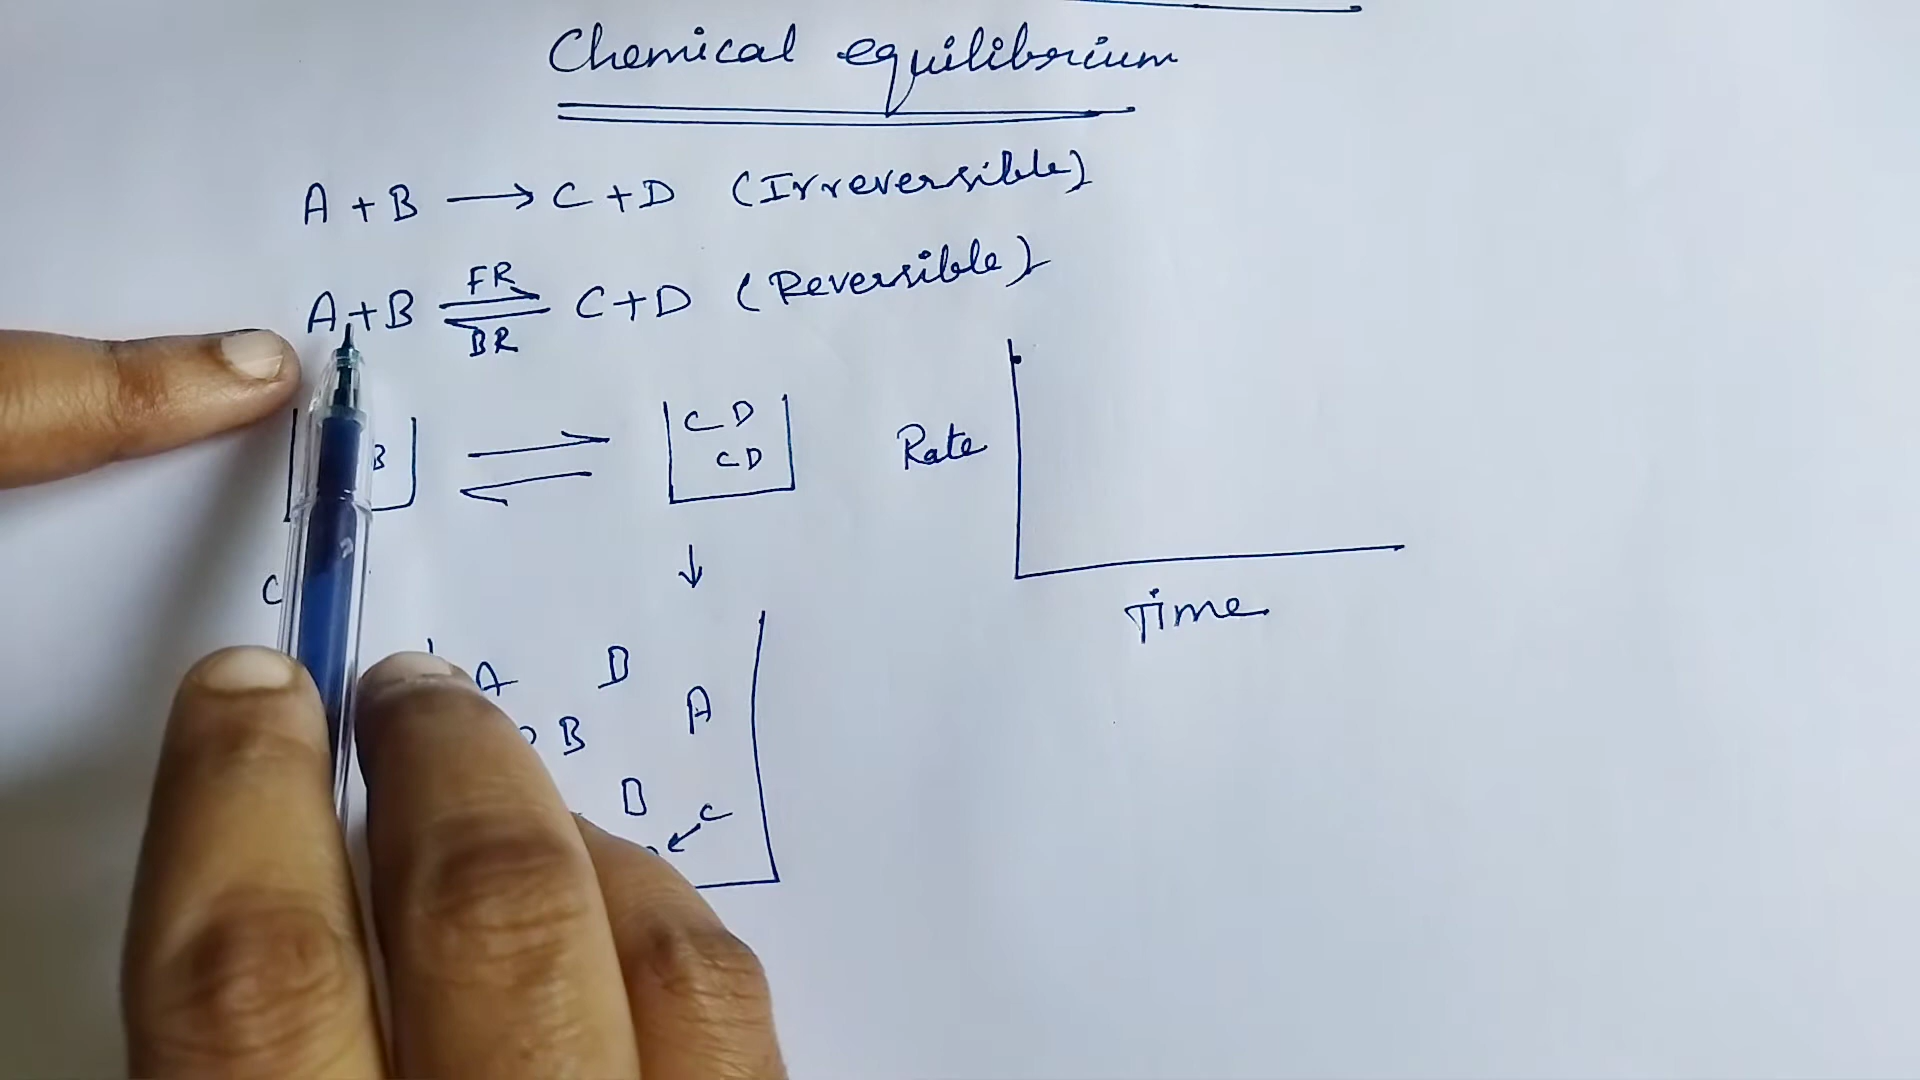 Chemical equilibrium
A + B ⟶ C + D (Irreversible)
FR
A + B ⇌ C + D (Reversible)
BR
B
C D
C D
Rate
C
Time
A D
B A
D C